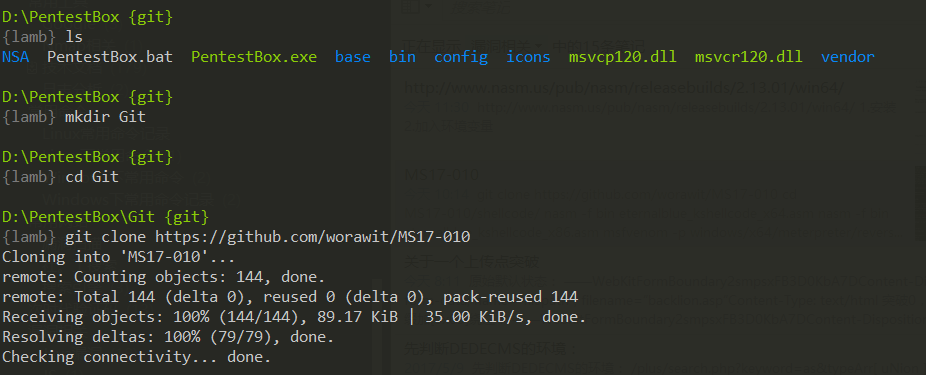 D:\PentestBox {git}
{lamb} ls
NSA PentestBox.bat PentestBox.exe base bin config icons msvcp120.dll msvcr120.dll vendor
D:\PentestBox {git}
{lamb} mkdir Git
D:\PentestBox {git}
{lamb} cd Git
D:\PentestBox\Git {git}
{lamb} git clone https://github.com/worawit/MS17-010
Cloning into 'MS17-010'...
remote: Counting objects: 144, done.
remote: Total 144 (delta 0), reused 0 (delta 0), pack-reused 144
Receiving objects: 100% (144/144), 89.17 KiB | 35.00 KiB/s, done.
Resolving deltas: 100% (79/79), done.
Checking connectivity... done.
MS17-010